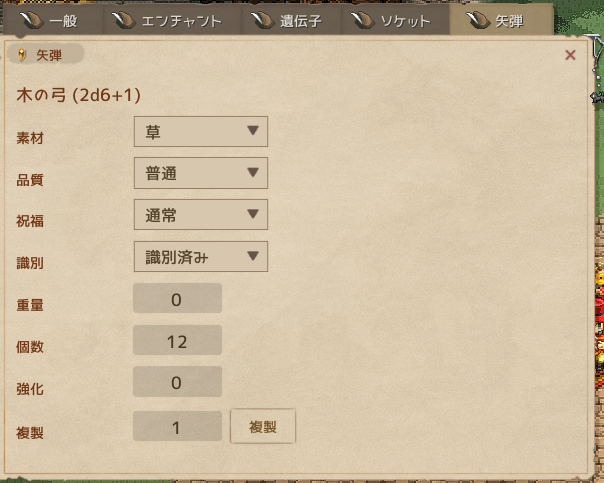 一般 エンチャント 遺伝子 ソケット 矢弾
矢弾
木の弓 (2d6+1)
素材 草
品質 普通
祝福 通常
識別 識別済み
重量 0
個数 12
強化 0
複製 1 複製